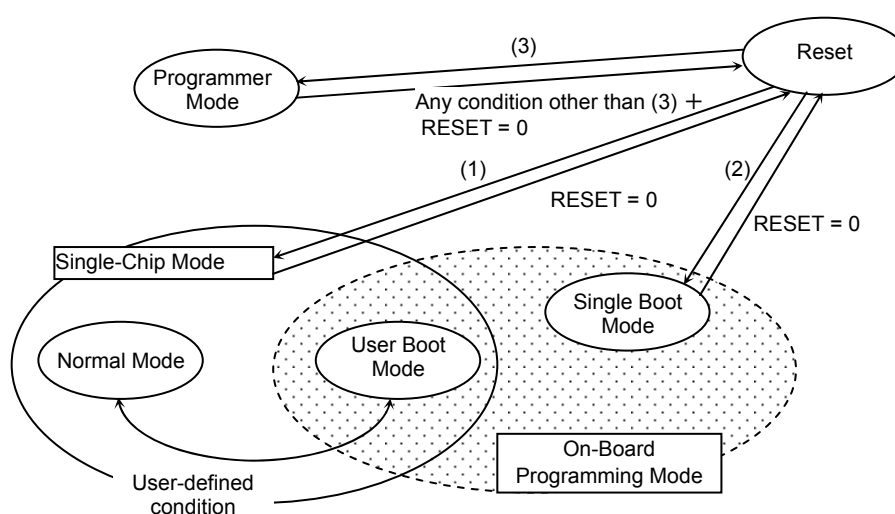 (3)
Reset
Programmer
Mode
Any condition other than (3) +
RESET = 0
(1)
(2)
RESET = 0
RESET = 0
Single-Chip Mode
Single Boot
Mode
Normal Mode
User Boot
Mode
On-Board
Programming Mode
User-defined
condition